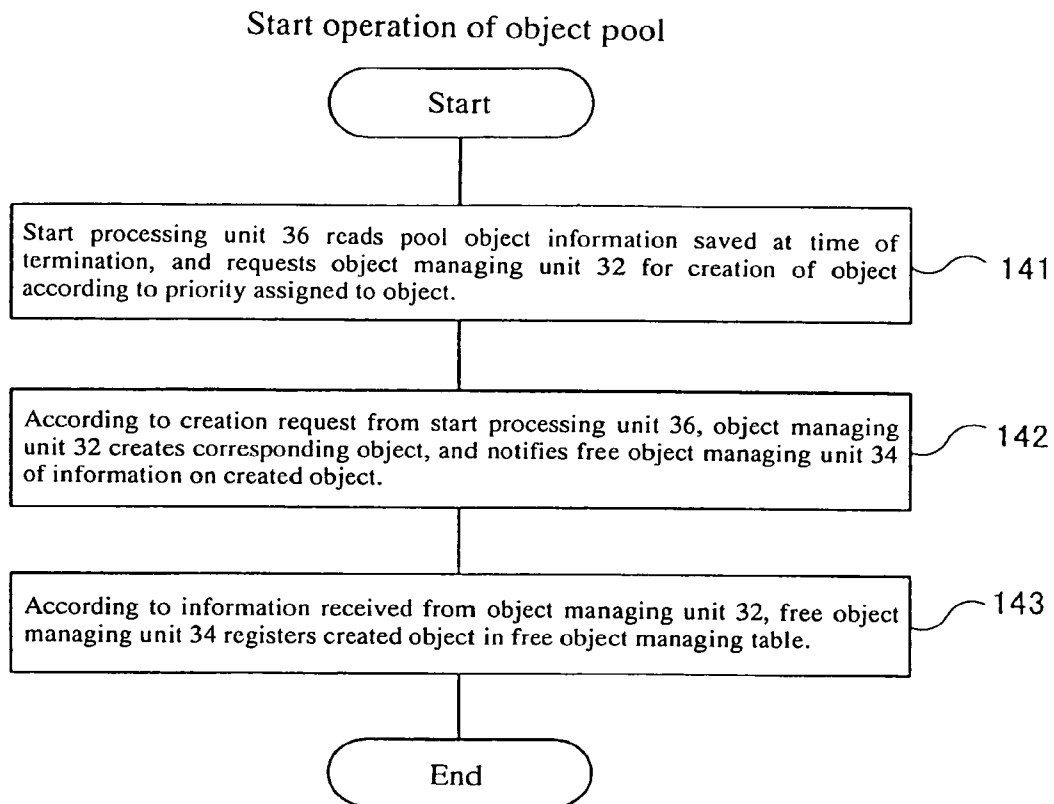 Start operation of object pool
Start
Start processing unit 36 reads pool object information saved at time of
termination, and requests object managing unit 32 for creation of object
according to priority assigned to object.
141
According to creation request from start processing unit 36, object managing
unit 32 creates corresponding object, and notifies free object managing unit 34
of information on created object.
142
According to information received from object managing unit 32, free object
managing unit 34 registers created object in free object managing table.
143
End